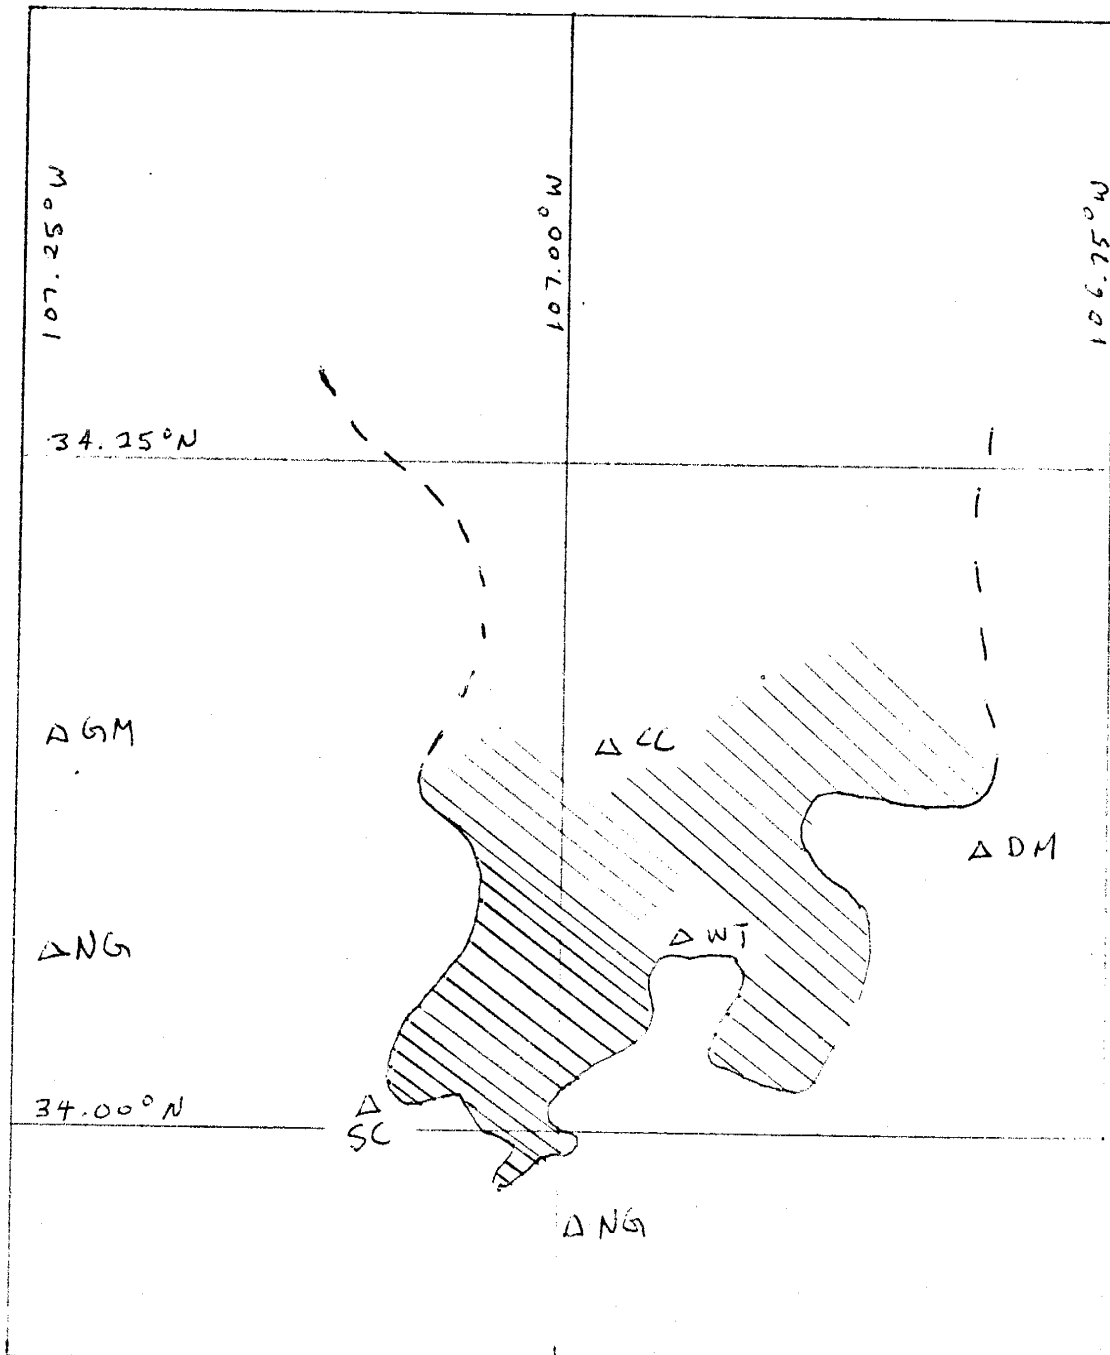 107.25°W
107.00°W
106.75°W
34.25°N
△ GM
△ CC
△ DM
△ NG
△ WT
34.00°N
△
SC
△ NG